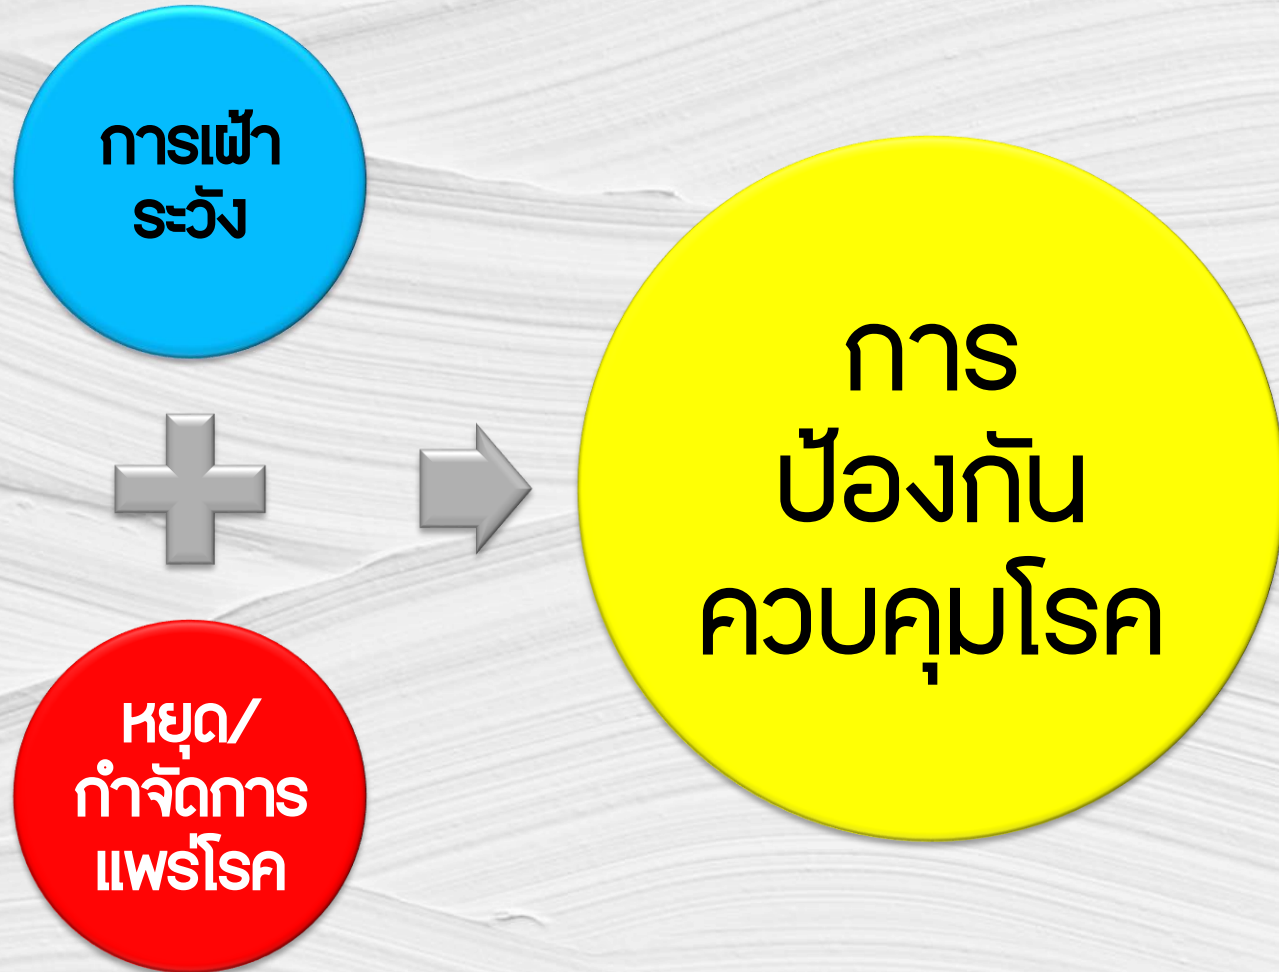 การเฝ้า
ระวัง
หยุด/
กำจัดการ
แพร่โรค
การ
ป้องกัน
ควบคุมโรค